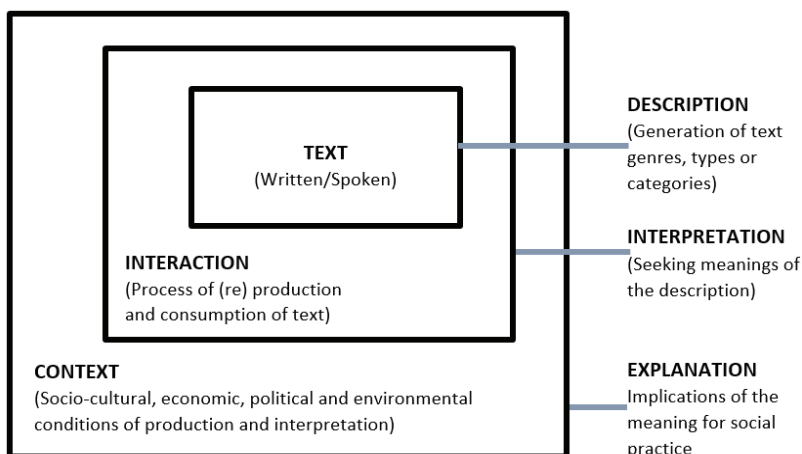 TEXT
(Written/Spoken)
INTERACTION
(Process of (re) production
and consumption of text)
CONTEXT
(Socio-cultural, economic, political and environmental
conditions of production and interpretation)
DESCRIPTION
(Generation of text
genres, types or
categories)
INTERPRETATION
(Seeking meanings of
the description)
EXPLANATION
Implications of the
meaning for social
practice